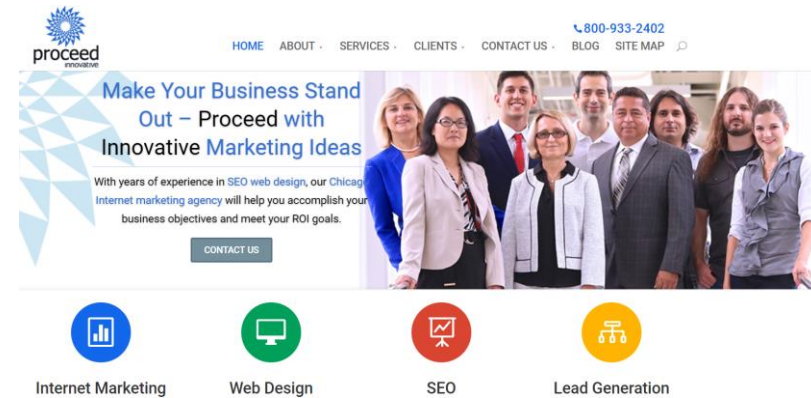 proceed
innovative
800-933-2402
HOME ABOUT SERVICES CLIENTS CONTACT US BLOG SITE MAP
Make Your Business Stand
Out – Proceed with
Innovative Marketing Ideas
With years of experience in SEO web design, our Chicago
Internet marketing agency will help you accomplish your
business objectives and meet your ROI goals.
CONTACT US
Internet Marketing Web Design SEO Lead Generation